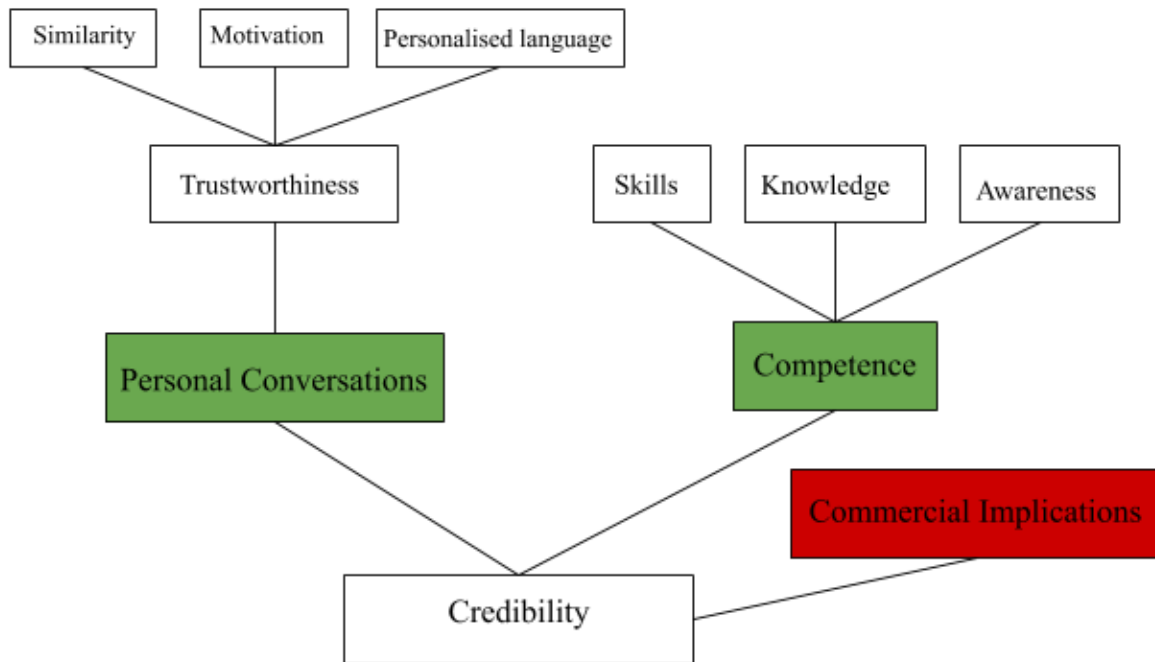 Similarity
Motivation
Personalised language
Trustworthiness
Skills
Knowledge
Awareness
Personal Conversations
Competence
Commercial Implications
Credibility